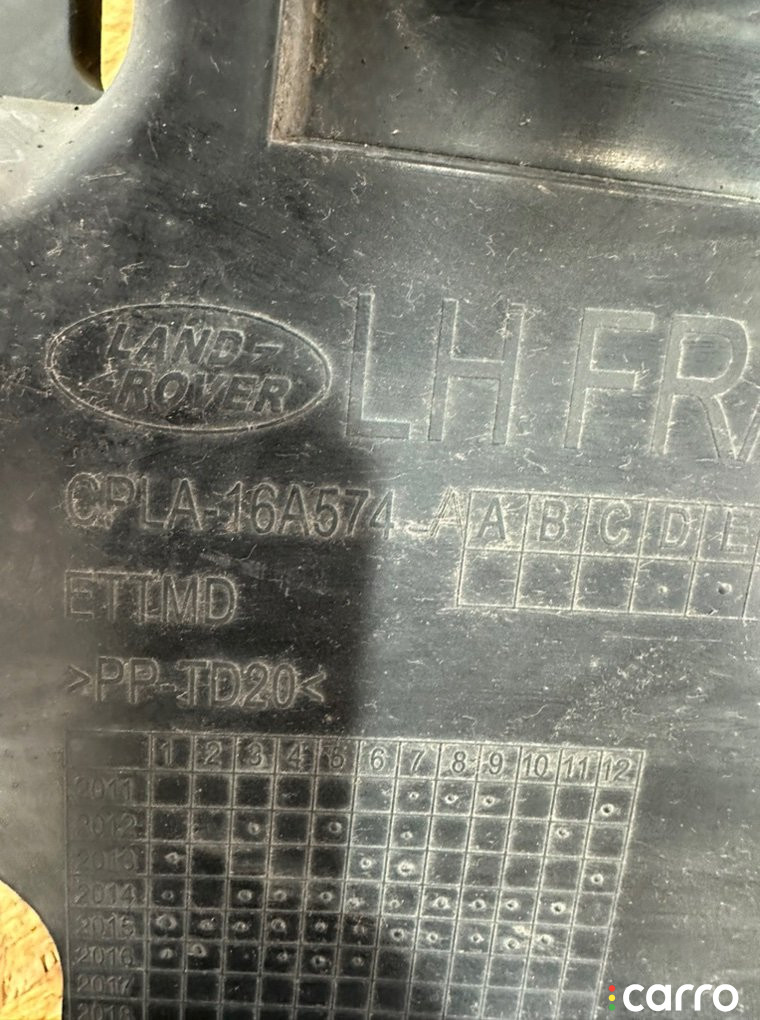 LAND
ROVER
LH FR
CPLA-16A574 A
A B C D E
ETTMD
>PP-TD20<
1 2 3 4 5 6 7 8 9 10 11 12
2011
2012
2013
2014
2015
2016
2017
2018
carro